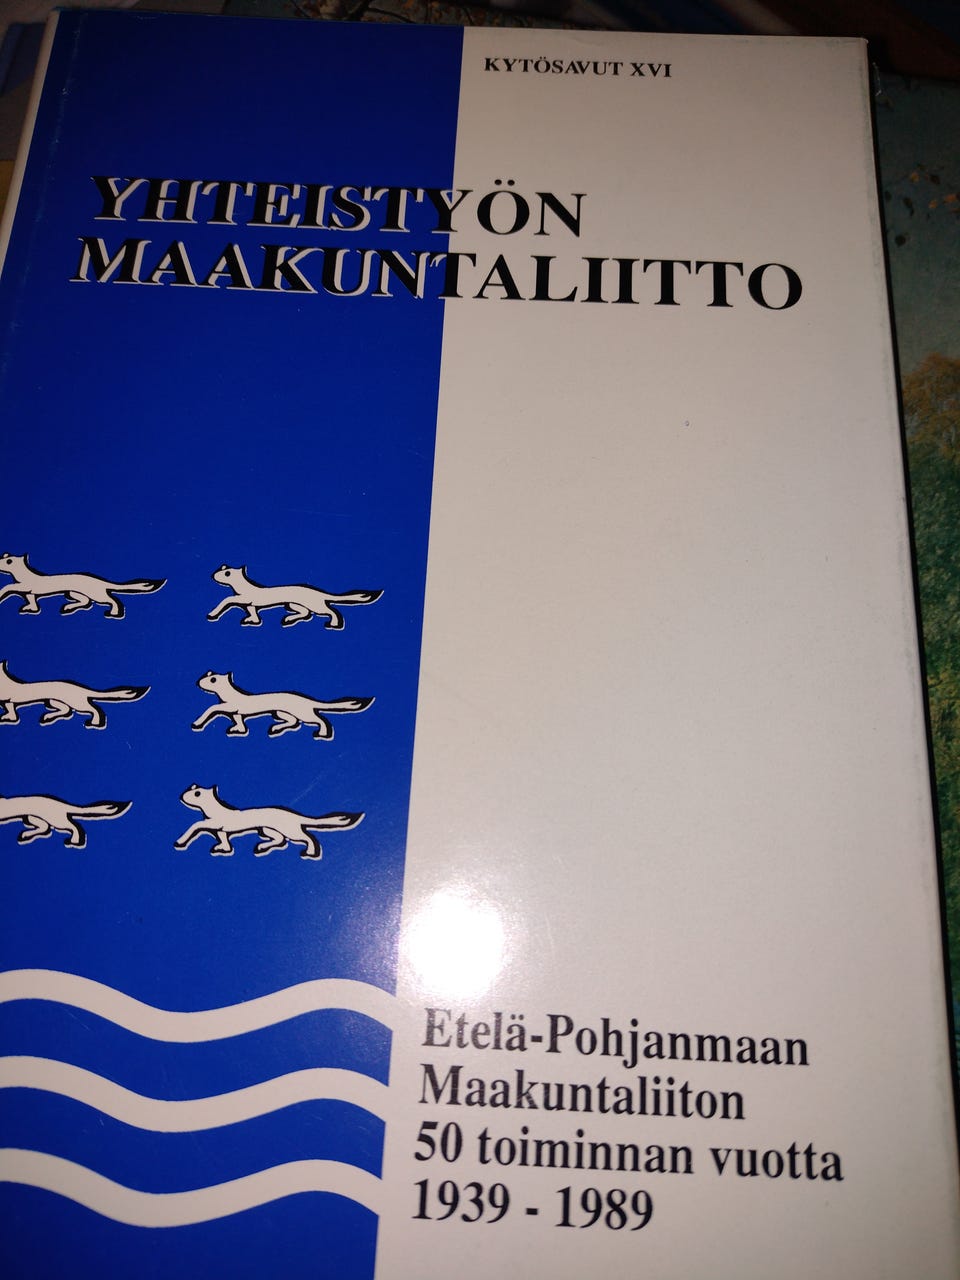 KYTÖSAVUT XVI
YHTEISTYÖN
MAAKUNTALIITTO
Etelä-Pohjanmaan
Maakuntaliiton
50 toiminnan vuotta
1939 - 1989